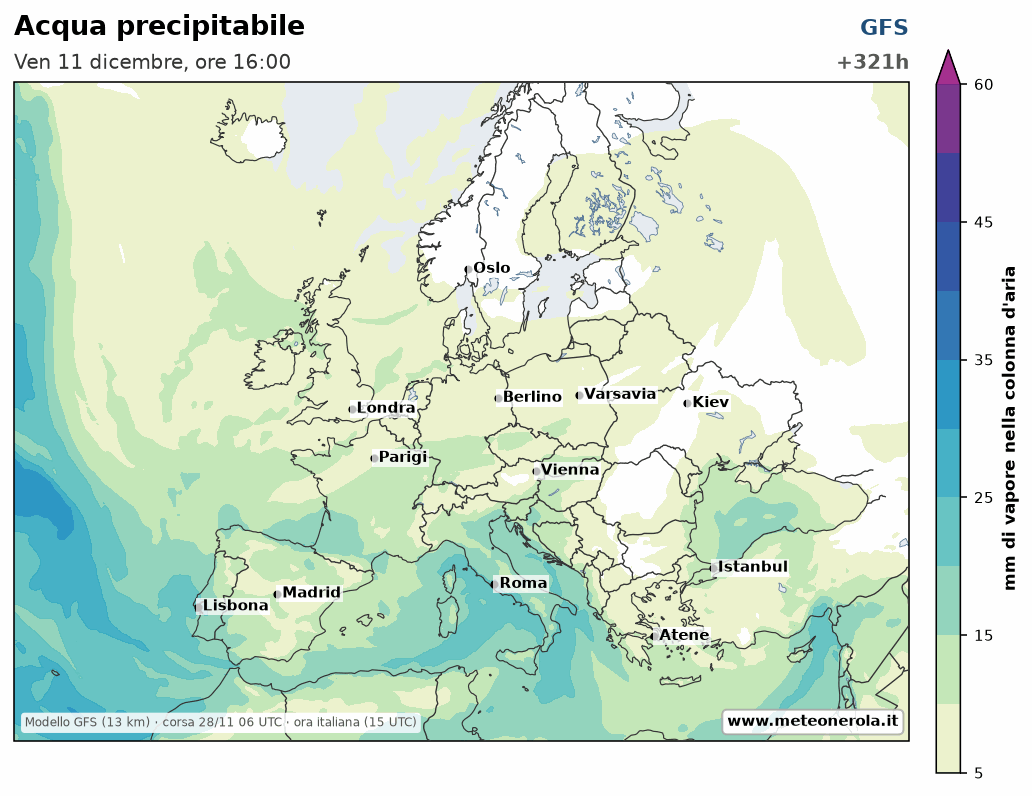 Acqua precipitabile
GFS
Ven 11 dicembre, ore 16:00
+321h
60
45
35
25
15
5
mm di vapore nella colonna d'aria
Oslo
Berlino
Varsavia
Kiev
Londra
Parigi
Vienna
Istanbul
Roma
Madrid
Lisbona
Atene
Modello GFS (13 km) · corsa 28/11 06 UTC · ora italiana (15 UTC)
www.meteonerola.it